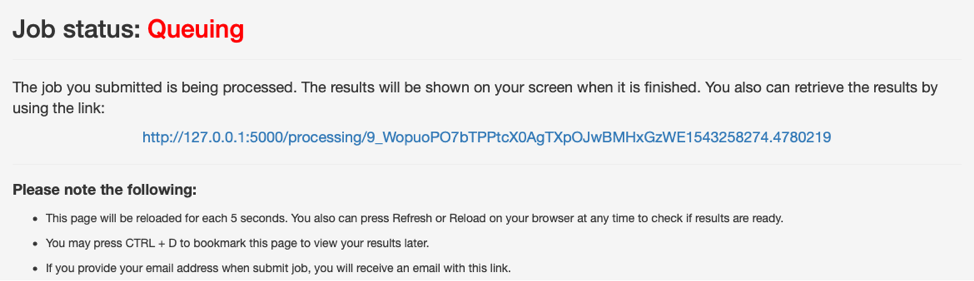 Job status: Queuing
The job you submitted is being processed. The results will be shown on your screen when it is finished. You also can retrieve the results by
using the link:
http://127.0.0.1:5000/processing/9_WopuoPO7bTPPtcX0AgTXpOJwBMHxGzWE1543258274.4780219
Please note the following:
• This page will be reloaded for each 5 seconds. You also can press Refresh or Reload on your browser at any time to check if results are ready.
• You may press CTRL + D to bookmark this page to view your results later.
• If you provide your email address when submit job, you will receive an email with this link.